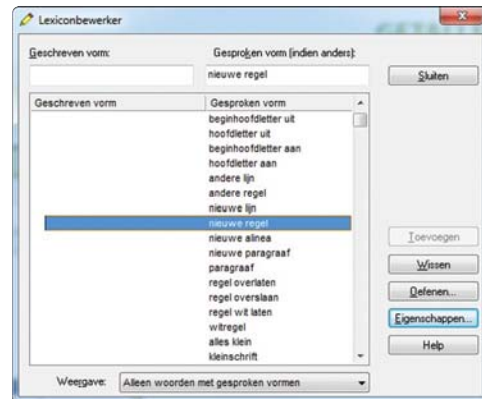 Lexiconbewerker
Geschreven vorm:
Gesproken vorm (indien anders):
nieuwe regel
Sluiten
Geschreven vorm
Gesproken vorm
beginhoofdletter uit
hoofdletter uit
beginhoofdletter aan
hoofdletter aan
andere lijn
andere regel
nieuwe lijn
nieuwe regel
nieuwe alinea
nieuwe paragraaf
paragraaf
regel overlaten
regel overslaan
regel wit laten
witregel
alles klein
kleinschrift
Toevoegen
Wissen
Oefenen...
Eigenschappen...
Help
Weergave:
Alleen woorden met gesproken vormen